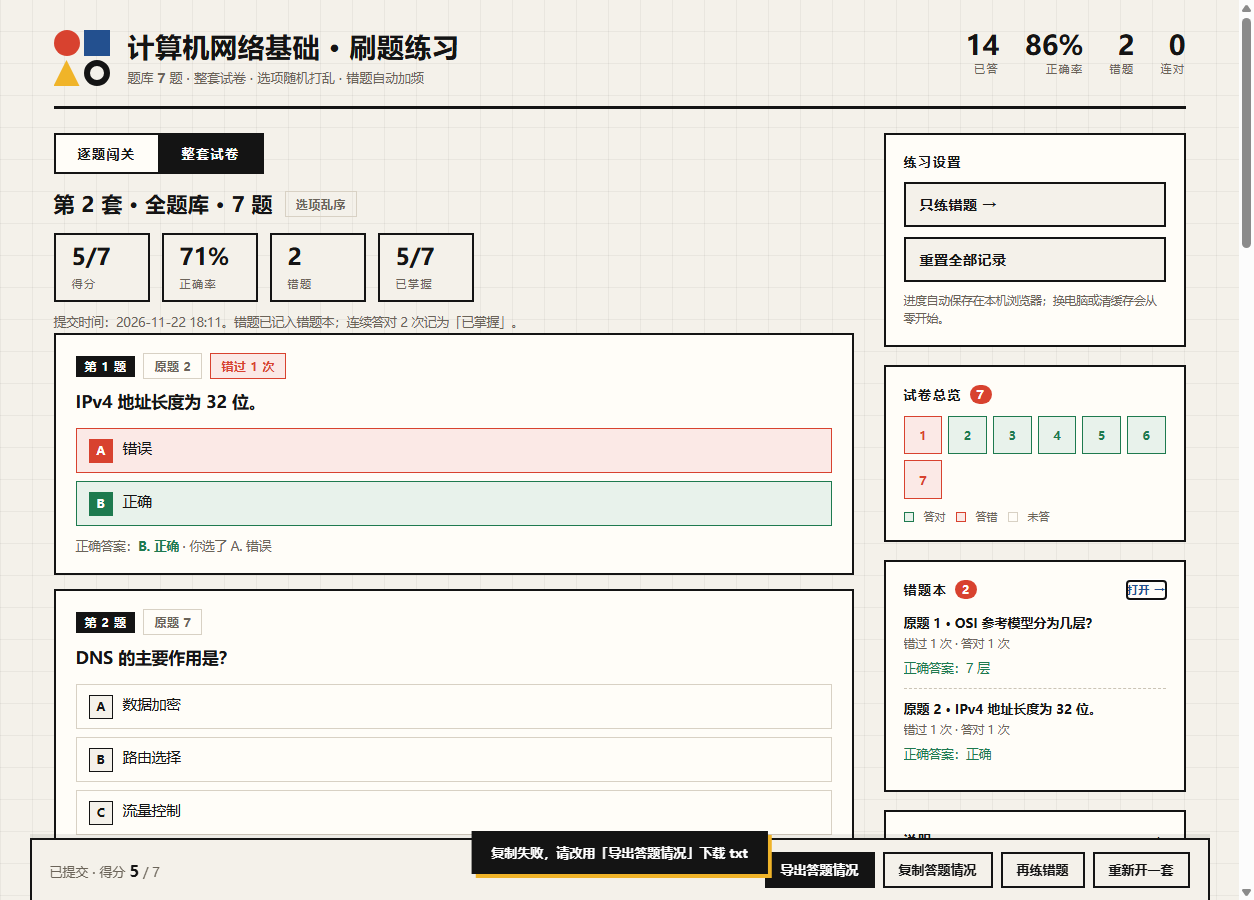 计算机网络基础 • 刷题练习
题库 7 题 · 整套试卷 · 选项随机打乱 · 错题自动加频
14 86% 2 0
已答 正确率 错题 连对
逐题闯关 整套试卷
第 2 套 • 全题库 • 7 题 选项乱序
5/7 71% 2 5/7
得分 正确率 错题 已掌握
提交时间：2026-11-22 18:11。错题已记入错题本；连续答对 2 次记为「已掌握」。
第 1 题 原题 2 错过 1 次
IPv4 地址长度为 32 位。
A 错误
B 正确
正确答案：B. 正确 · 你选了 A. 错误
第 2 题 原题 7
DNS 的主要作用是？
A 数据加密
B 路由选择
C 流量控制
练习设置
只练错题 →
重置全部记录
进度自动保存在本机浏览器；换电脑或清缓存会从
零开始。
试卷总览 7
1 2 3 4 5 6
7
答对 答错 未答
错题本 2 打开 →
原题 1 • OSI 参考模型分为几层？
错过 1 次 · 答对 1 次
正确答案：7 层
原题 2 • IPv4 地址长度为 32 位。
错过 1 次 · 答对 1 次
正确答案：正确
已提交 · 得分 5 / 7
复制失败，请改用「导出答题情况」下载 txt
导出答题情况 复制答题情况 再练错题 重新开一套